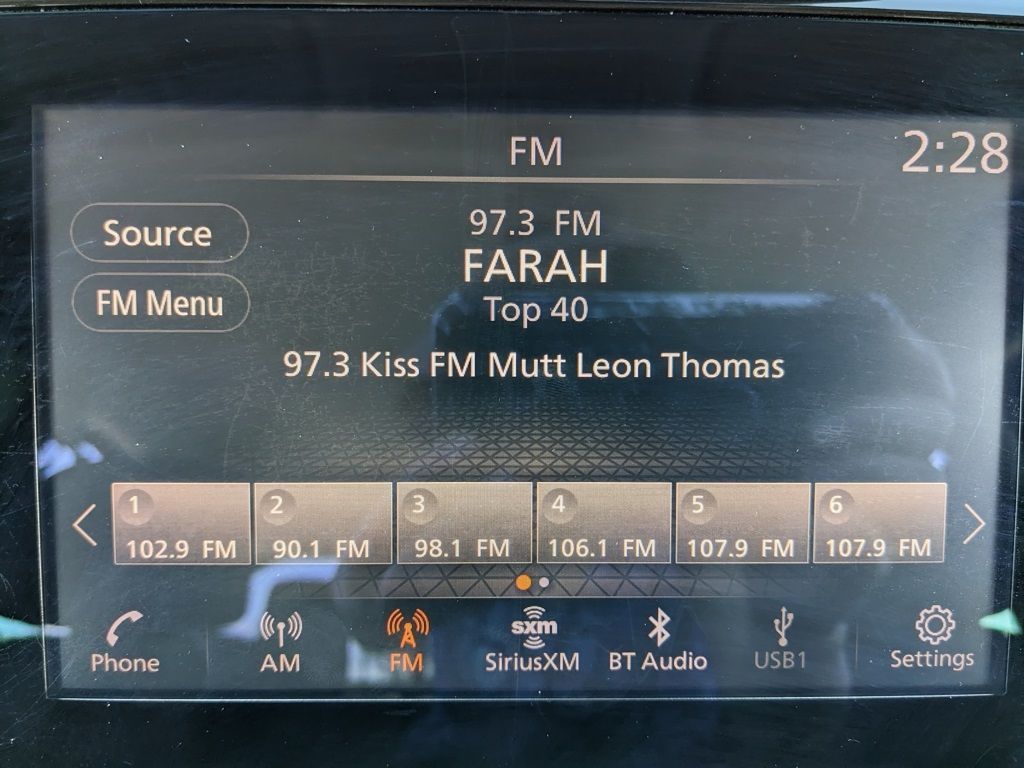 FM
2:28
Source
97.3 FM
FARAH
FM Menu
Top 40
97.3 Kiss FM Mutt Leon Thomas
1 2 3 4 5 6
102.9 FM 90.1 FM 98.1 FM 106.1 FM 107.9 FM 107.9 FM
sxm
Phone AM FM SiriusXM BT Audio USB1 Settings